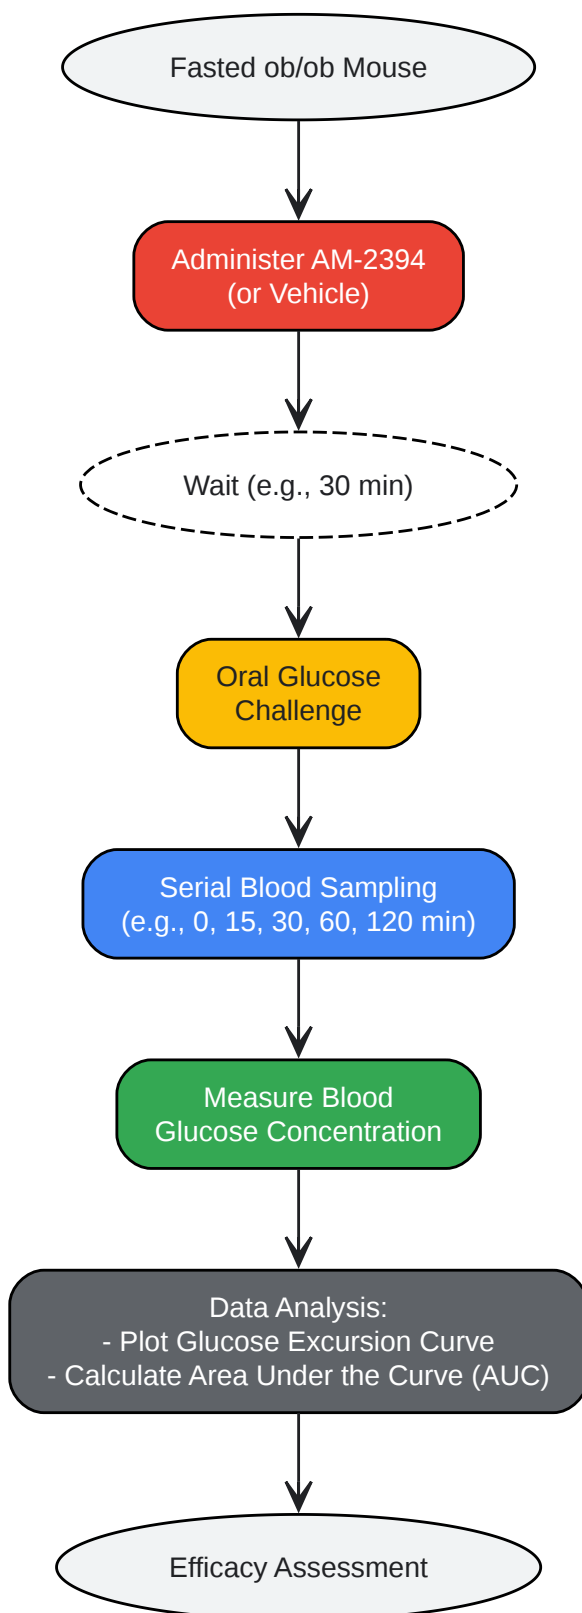 Fasted ob/ob Mouse
Administer AM-2394
(or Vehicle)
Wait (e.g., 30 min)
Oral Glucose
Challenge
Serial Blood Sampling
(e.g., 0, 15, 30, 60, 120 min)
Measure Blood
Glucose Concentration
Data Analysis:
- Plot Glucose Excursion Curve
- Calculate Area Under the Curve (AUC)
Efficacy Assessment